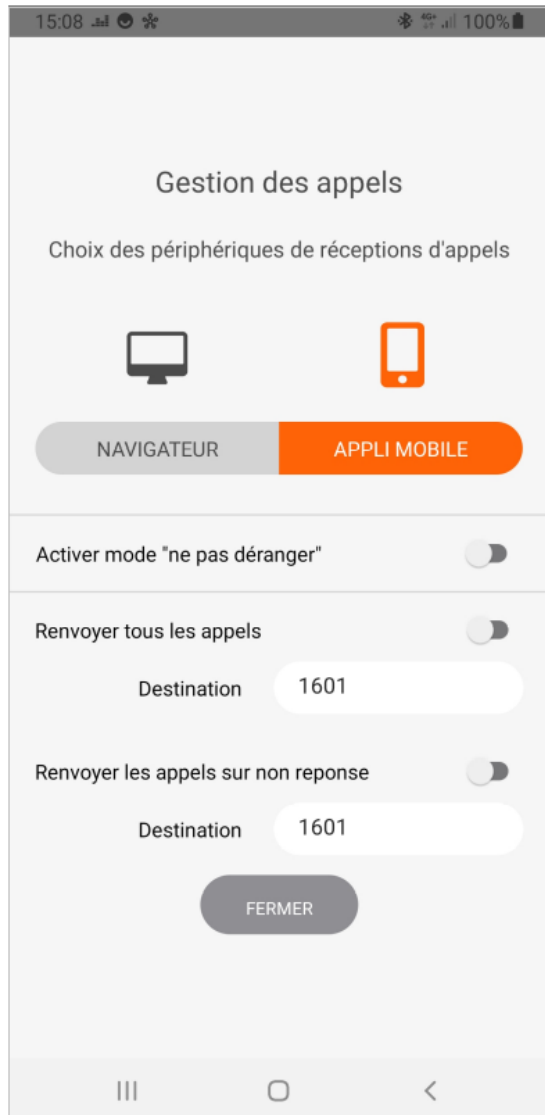 15:08 4G+ 100%
Gestion des appels
Choix des périphériques de réceptions d'appels
NAVIGATEUR APPLI MOBILE
Activer mode "ne pas déranger"
Renvoyer tous les appels
Destination 1601
Renvoyer les appels sur non reponse
Destination 1601
FERMER